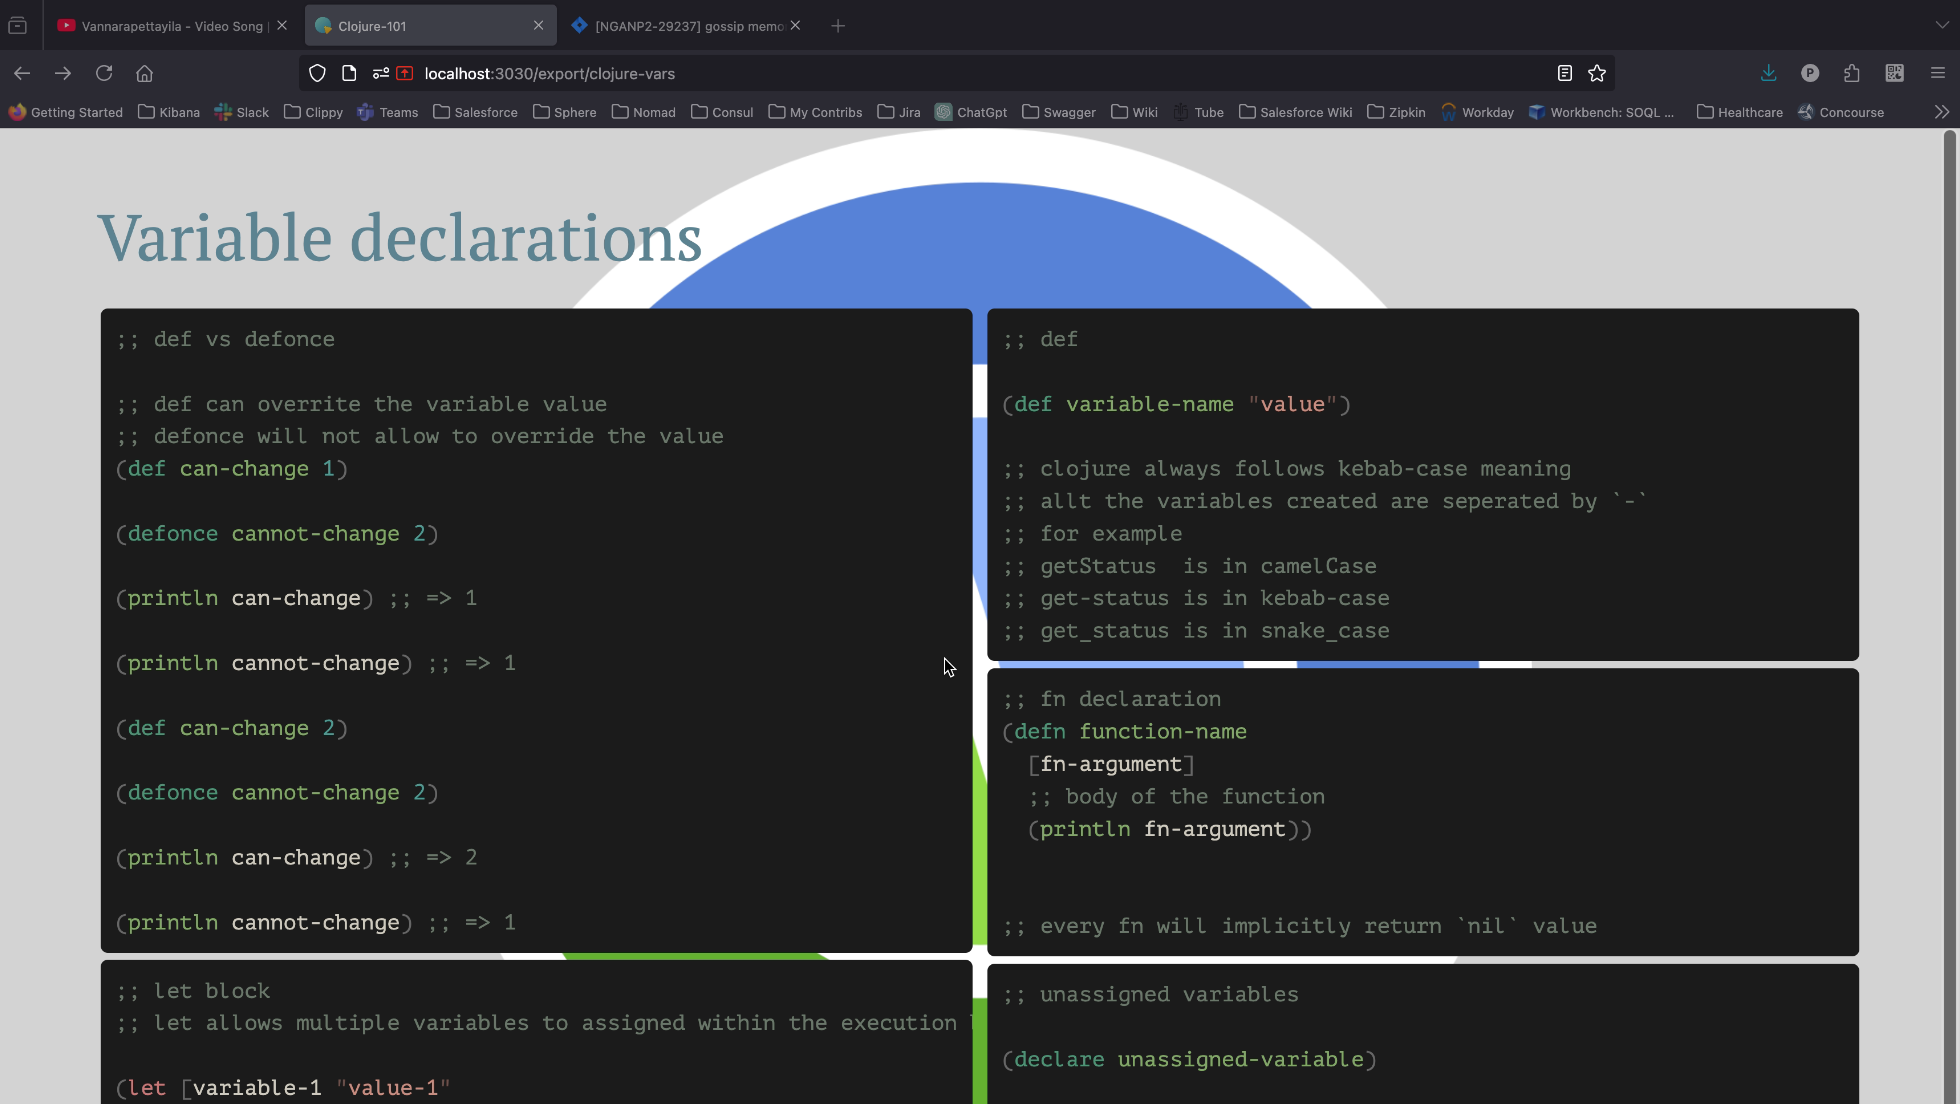 Vannarapettayila - Video Song |
Clojure-101
[NGANP2-29237] gossip memo
localhost:3030/export/clojure-vars
P
Getting Started
Kibana
Slack
Clippy
Teams
Salesforce
Sphere
Nomad
Consul
My Contribs
Jira
ChatGpt
Swagger
Wiki
Tube
Salesforce Wiki
Zipkin
Workday
Workbench: SOQL ...
Healthcare
Concourse
Variable declarations
;; def vs defonce
;; def can overrite the variable value
;; defonce will not allow to override the value
(def can-change 1)
(defonce cannot-change 2)
(println can-change) ;; => 1
(println cannot-change) ;; => 1
(def can-change 2)
(defonce cannot-change 2)
(println can-change) ;; => 2
(println cannot-change) ;; => 1
;; def
(def variable-name "value")
;; clojure always follows kebab-case meaning
;; allt the variables created are seperated by `-`
;; for example
;; getStatus  is in camelCase
;; get-status is in kebab-case
;; get_status is in snake_case
;; fn declaration
(defn function-name
  [fn-argument]
  ;; body of the function
  (println fn-argument))
;; every fn will implicitly return `nil` value
;; let block
;; let allows multiple variables to assigned within the execution
(let [variable-1 "value-1"
;; unassigned variables
(declare unassigned-variable)